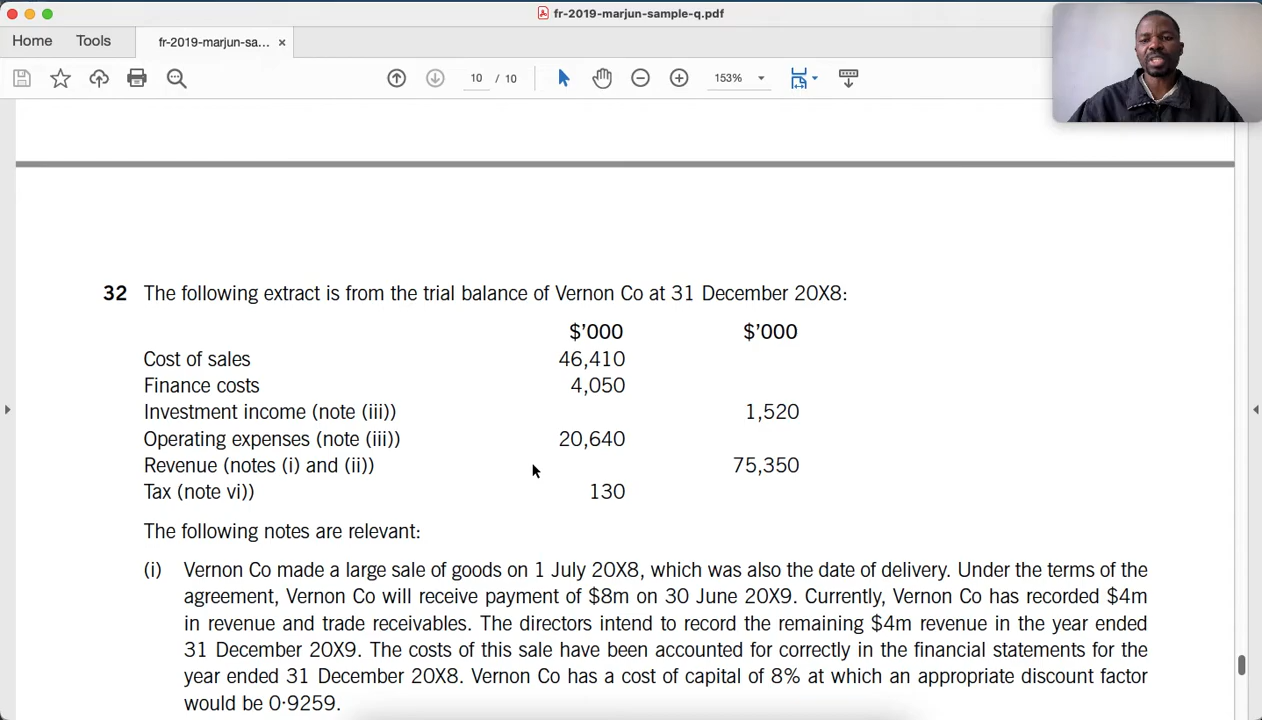 fr-2019-marjun-sample-q.pdf
Home Tools fr-2019-marjun-sa... ×
10 / 10 153%
32 The following extract is from the trial balance of Vernon Co at 31 December 20X8:
$'000 $'000
Cost of sales 46,410
Finance costs 4,050
Investment income (note (iii)) 1,520
Operating expenses (note (iii)) 20,640
Revenue (notes (i) and (ii)) 75,350
Tax (note vi)) 130
The following notes are relevant:
(i) Vernon Co made a large sale of goods on 1 July 20X8, which was also the date of delivery. Under the terms of the
agreement, Vernon Co will receive payment of $8m on 30 June 20X9. Currently, Vernon Co has recorded $4m
in revenue and trade receivables. The directors intend to record the remaining $4m revenue in the year ended
31 December 20X9. The costs of this sale have been accounted for correctly in the financial statements for the
year ended 31 December 20X8. Vernon Co has a cost of capital of 8% at which an appropriate discount factor
would be 0·9259.